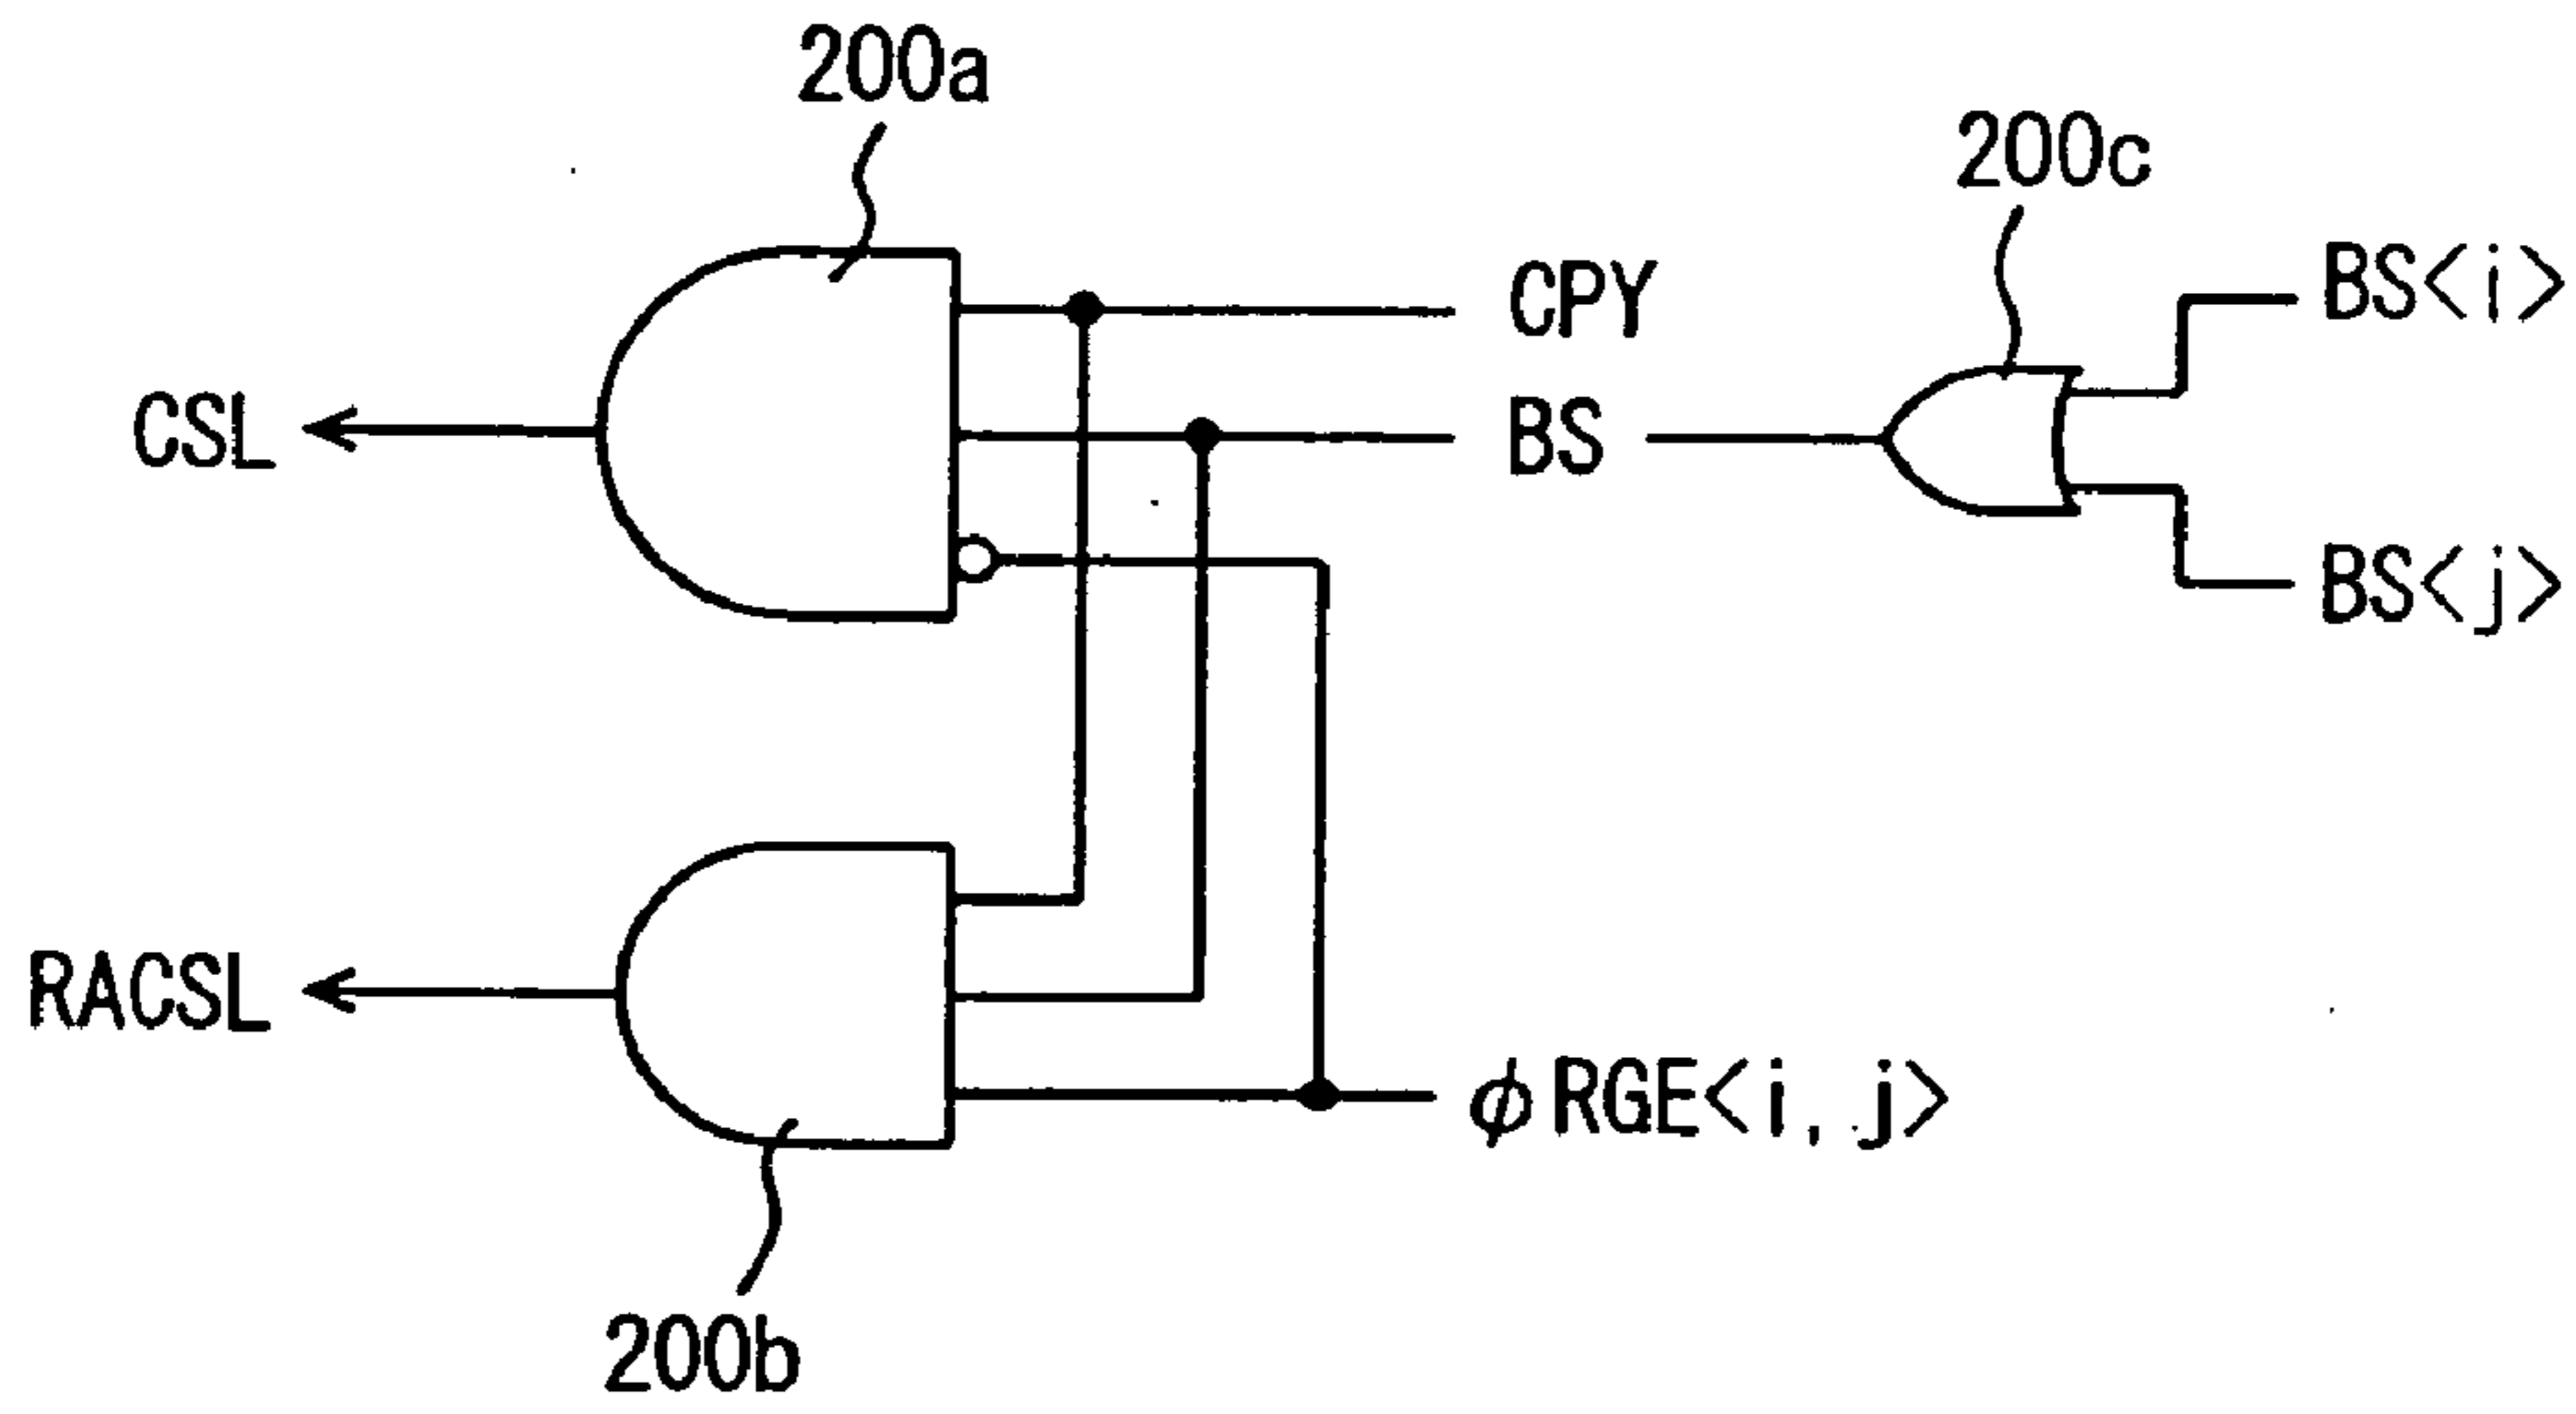 200a
200c
BS<i>
CPY
CSL
BS
BS<j>
RACSL
φRGE<i,j>
200b